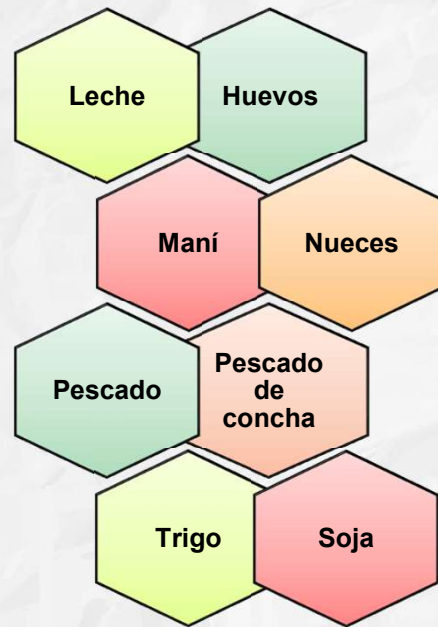 Leche
Huevos
Maní
Nueces
Pescado
Pescado
de
concha
Trigo
Soja